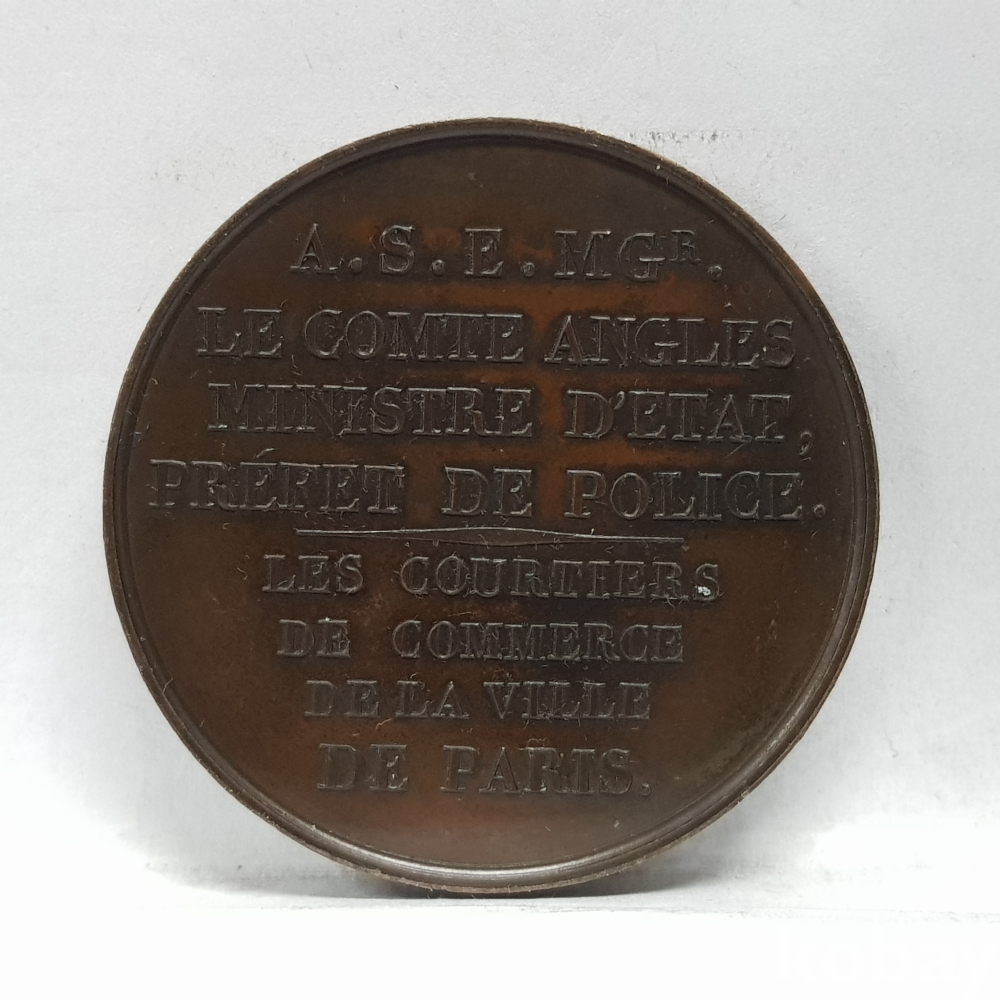 A.S.E.MGR.
LE COMTE ANGLES
MINISTRE D'ETAT,
PRÉFET DE POLICE.
LES COURTIERS
DE COMMERCE
DE LA VILLE
DE PARIS.